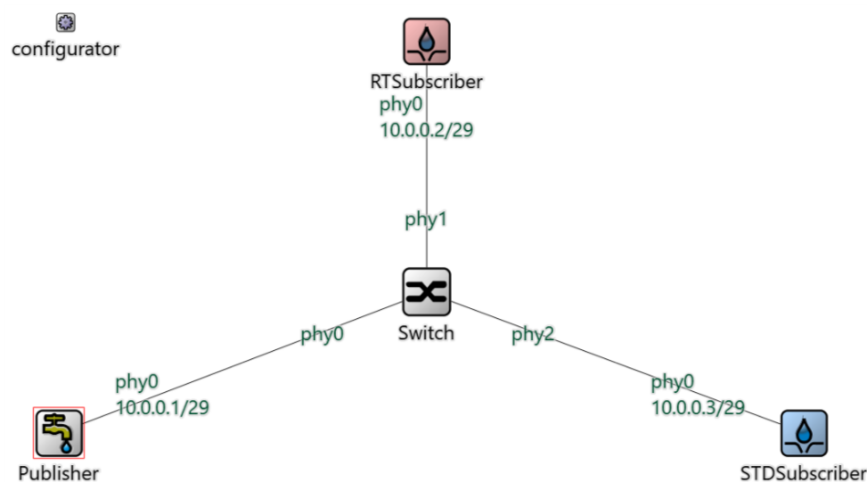 configurator
RTSubscriber
phy0
10.0.0.2/29
phy1
Switch
phy0
phy2
phy0
10.0.0.1/29
phy0
10.0.0.3/29
Publisher
STDSubscriber